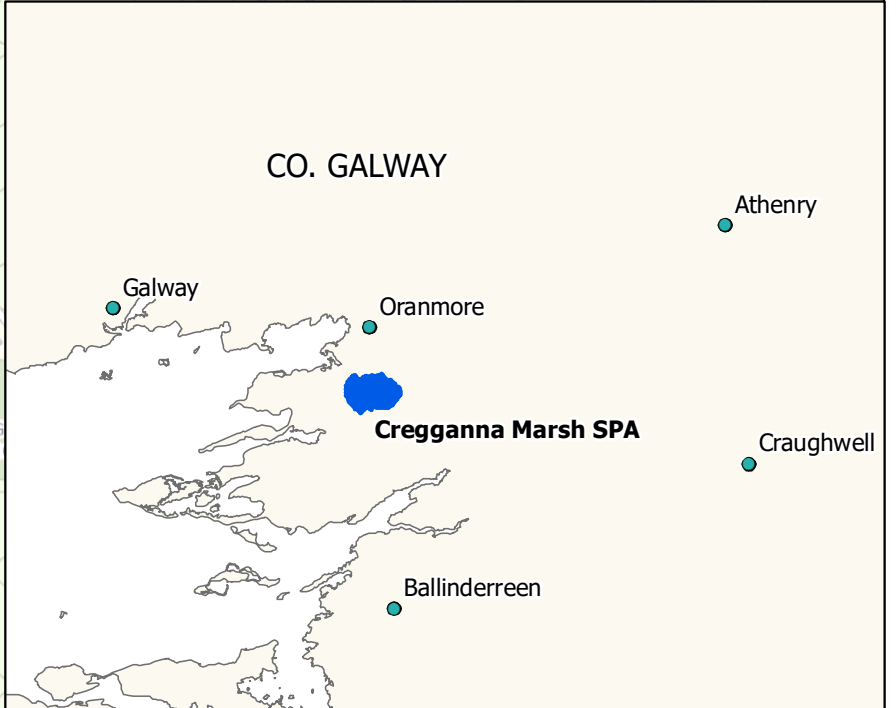 CO. GALWAY
Athenry
Galway
Oranmore
Cregganna Marsh SPA
Craughwell
Ballinderreen